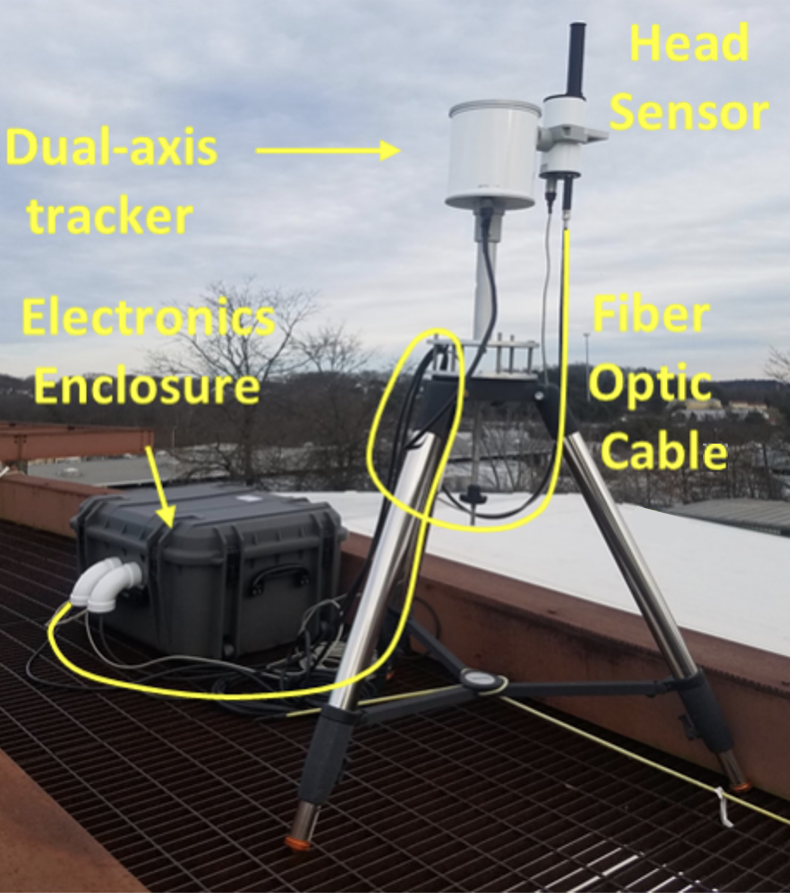 Head
Sensor
Dual-axis
tracker
Electronics
Enclosure
Fiber
Optic
Cable